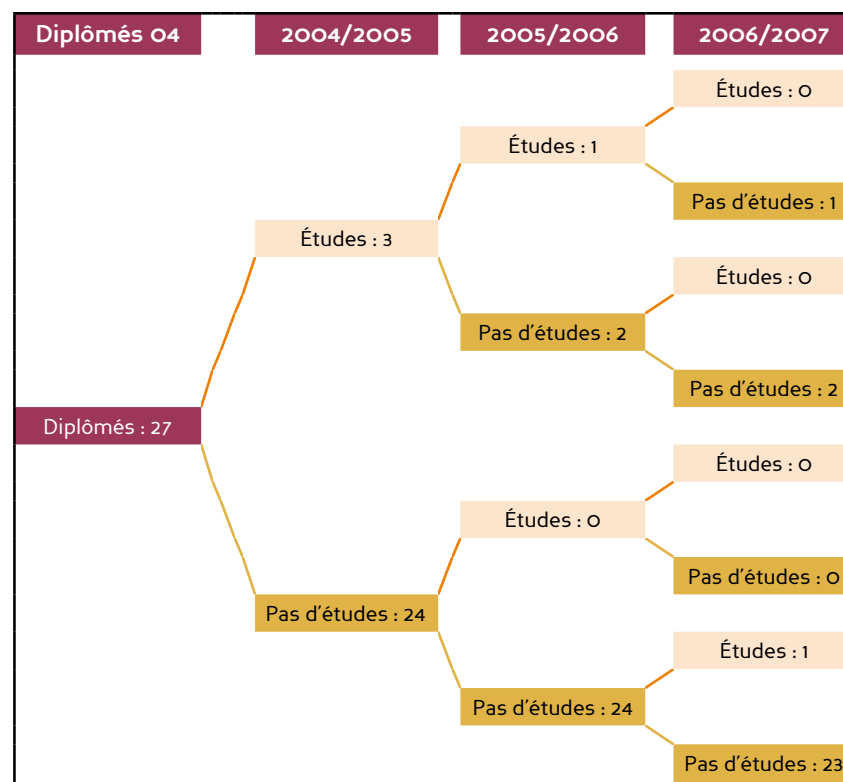 Diplômés 04 2004/2005 2005/2006 2006/2007
Études : 0
Études : 1
Pas d'études : 1
Études : 3
Études : 0
Pas d'études : 2
Pas d'études : 2
Diplômés : 27
Études : 0
Études : 0
Pas d'études : 0
Pas d'études : 24
Études : 1
Pas d'études : 24
Pas d'études : 23